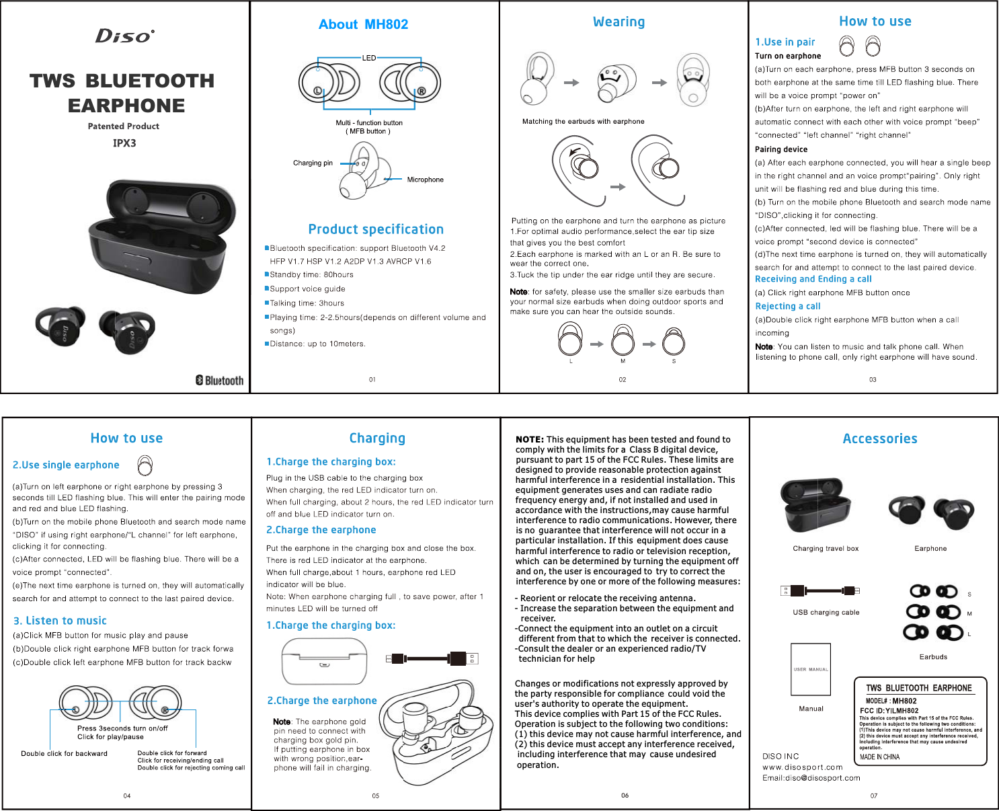 Diso
TWS BLUETOOTH
EARPHONE
Patented Product
IPX3
Diso
R
Diso
Bluetooth
About MH802
LED
L
R
Multi - function button
( MFB button )
Charging pin
Microphone
Product specification
Bluetooth specification: support Bluetooth V4.2
HFP V1.7 HSP V1.2 A2DP V1.3 AVRCP V1.6
Standby time: 80hours
Support voice guide
Talking time: 3hours
Playing time: 2-2.5hours(depends on different volume and
songs)
Distance: up to 10meters.
01
Wearing
Matching the earbuds with earphone
Putting on the earphone and turn the earphone as picture
1.For optimal audio performance,select the ear tip size
that gives you the best comfort
2.Each earphone is marked with an L or an R. Be sure to
wear the correct one.
3.Tuck the tip under the ear ridge until they are secure.
Note: for safety, please use the smaller size earbuds than
your normal size earbuds when doing outdoor sports and
make sure you can hear the outside sounds.
L M S
02
How to use
1.Use in pair
Turn on earphone
(a)Turn on each earphone, press MFB button 3 seconds on
both earphone at the same time till LED flashing blue. There
will be a voice prompt “power on”
(b)After turn on earphone, the left and right earphone will
automatic connect with each other with voice prompt “beep”
“connected” “left channel” “right channel”
Pairing device
(a) After each earphone connected, you will hear a single beep
in the right channel and an voice prompt“pairing”. Only right
unit will be flashing red and blue during this time.
(b) Turn on the mobile phone Bluetooth and search mode name
“DISO”,clicking it for connecting.
(c)After connected, led will be flashing blue. There will be a
voice prompt “second device is connected”
(d)The next time earphone is turned on, they will automatically
search for and attempt to connect to the last paired device.
Receiving and Ending a call
(a) Click right earphone MFB button once
Rejecting a call
(a)Double click right earphone MFB button when a call
incoming
Note: You can listen to music and talk phone call. When
listening to phone call, only right earphone will have sound.
03
How to use
2.Use single earphone
(a)Turn on left earphone or right earphone by pressing 3
seconds till LED flashing blue. This will enter the pairing mode
and red and blue LED flashing.
(b)Turn on the mobile phone Bluetooth and search mode name
“DISO” if using right earphone/“L channel” for left earphone,
clicking it for connecting.
(c)After connected, LED will be flashing blue. There will be a
voice prompt “connected”.
(e)The next time earphone is turned on, they will automatically
search for and attempt to connect to the last paired device.
3. Listen to music
(a)Click MFB button for music play and pause
(b)Double click right earphone MFB button for track forwa
(c)Double click left earphone MFB button for track backw
L
R
Press 3seconds turn on/off
Click for play/pause
Double click for backward
Double click for forward
Click for receiving/ending call
Double click for rejecting coming call
04
Charging
1.Charge the charging box:
Plug in the USB cable to the charging box
When charging, the red LED indicator turn on.
When full charging, about 2 hours, the red LED indicator turn
off and blue LED indicator turn on.
2.Charge the earphone
Put the earphone in the charging box and close the box.
There is red LED indicator at the earphone.
When full charge,about 1 hours, earphone red LED
indicator will be blue.
Note: When earphone charging full , to save power, after 1
minutes LED will be turned off
1.Charge the charging box:
2.Charge the earphone
Note: The earphone gold
pin need to connect with
charging box gold pin.
If putting earphone in box
with wrong position,ear-
phone will fail in charging.
05
NOTE: This equipment has been tested and found to
comply with the limits for a Class B digital device,
pursuant to part 15 of the FCC Rules. These limits are
designed to provide reasonable protection against
harmful interference in a residential installation. This
equipment generates uses and can radiate radio
frequency energy and, if not installed and used in
accordance with the instructions,may cause harmful
interference to radio communications. However, there
is no guarantee that interference will not occur in a
particular installation. If this equipment does cause
harmful interference to radio or television reception,
which can be determined by turning the equipment off
and on, the user is encouraged to try to correct the
interference by one or more of the following measures:
- Reorient or relocate the receiving antenna.
- Increase the separation between the equipment and
receiver.
-Connect the equipment into an outlet on a circuit
different from that to which the receiver is connected.
-Consult the dealer or an experienced radio/TV
technician for help
Changes or modifications not expressly approved by
the party responsible for compliance could void the
user's authority to operate the equipment.
This device complies with Part 15 of the FCC Rules.
Operation is subject to the following two conditions:
(1) this device may not cause harmful interference, and
(2) this device must accept any interference received,
including interference that may cause undesired
operation.
06
Accessories
Charging travel box
Earphone
USB charging cable
S
M
L
Earbuds
USER MANUAL
Manual
TWS BLUETOOTH EARPHONE
MODEL# : MH802
FCC ID:YILMH802
This device complies with Part 15 of the FCC Rules.
Operation is subject to the following two conditions:
(1)This device may not cause harmful interference, and
(2) this device must accept any interference received,
including interference that may cause undesired
operation.
MADE IN CHINA
DISO INC
www.disosport.com
Email:diso@disosport.com
07